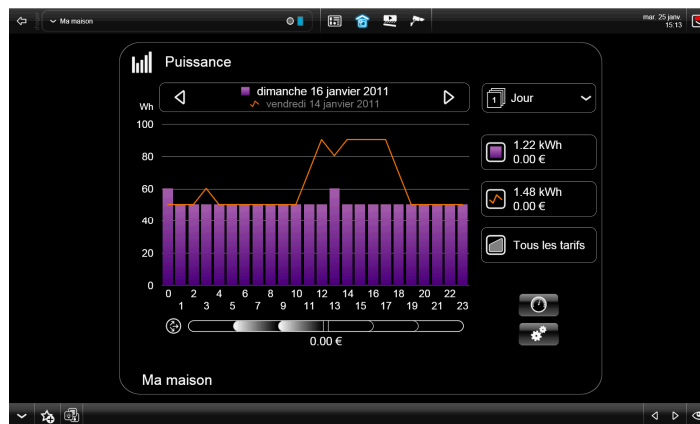 Ma maison
mar. 25 janv.
15:13
Puissance
dimanche 16 janvier 2011
vendredi 14 janvier 2011
1 Jour
Wh
100
80
60
40
20
0
1.22 kWh
0.00 €
1.48 kWh
0.00 €
Tous les tarifs
0 2 4 6 8 10 12 14 16 18 20 22
1 3 5 7 9 11 13 15 17 19 21 23
0.00 €
Ma maison